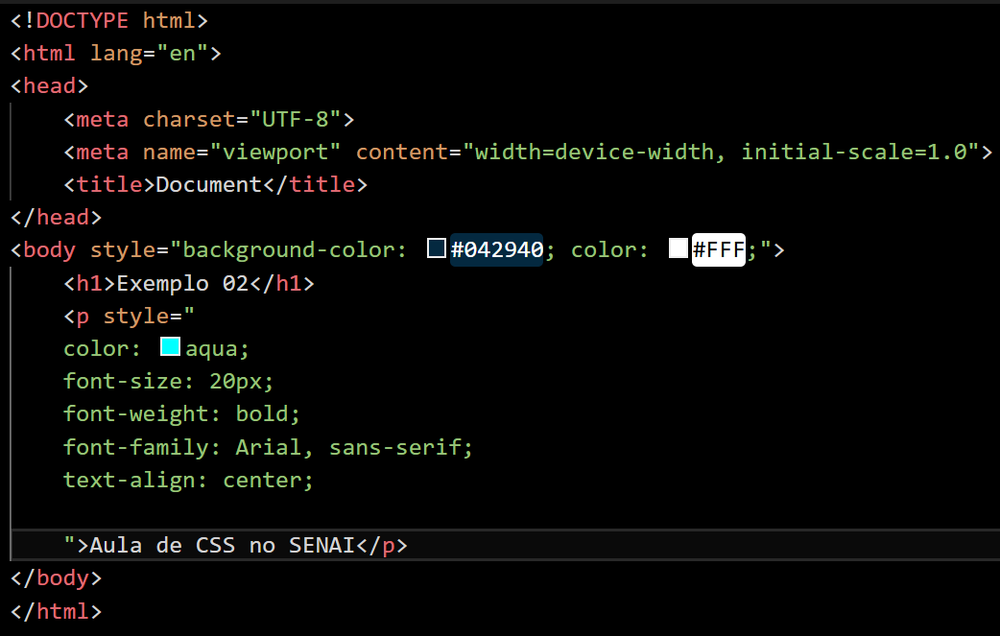 <!DOCTYPE html>
<html lang="en">
<head>
    <meta charset="UTF-8">
    <meta name="viewport" content="width=device-width, initial-scale=1.0">
    <title>Document</title>
</head>
<body style="background-color: #042940; color: #FFF;">
    <h1>Exemplo 02</h1>
    <p style="
    color: aqua;
    font-size: 20px;
    font-weight: bold;
    font-family: Arial, sans-serif;
    text-align: center;
    ">Aula de CSS no SENAI</p>
</body>
</html>